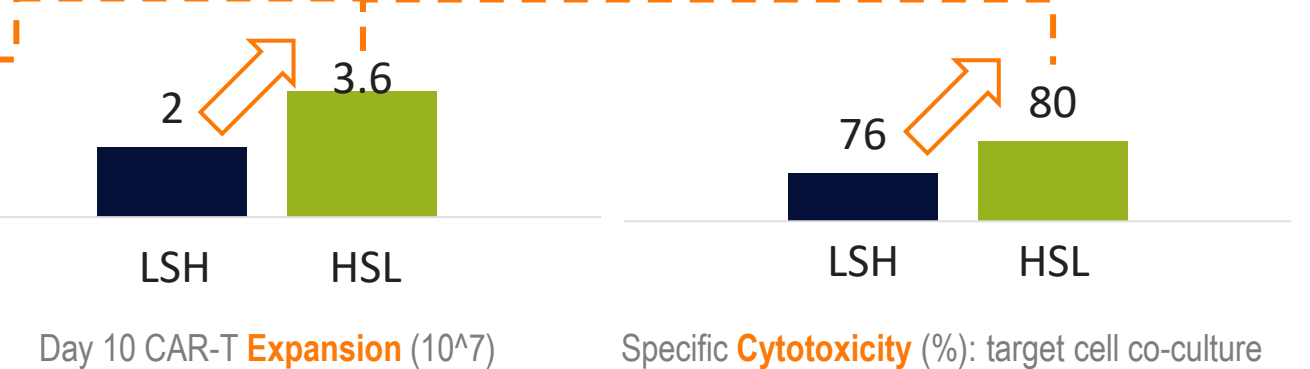 2
3.6
LSH
HSL
Day 10 CAR-T Expansion (10^7)
76
80
LSH
HSL
Specific Cytotoxicity (%): target cell co-culture